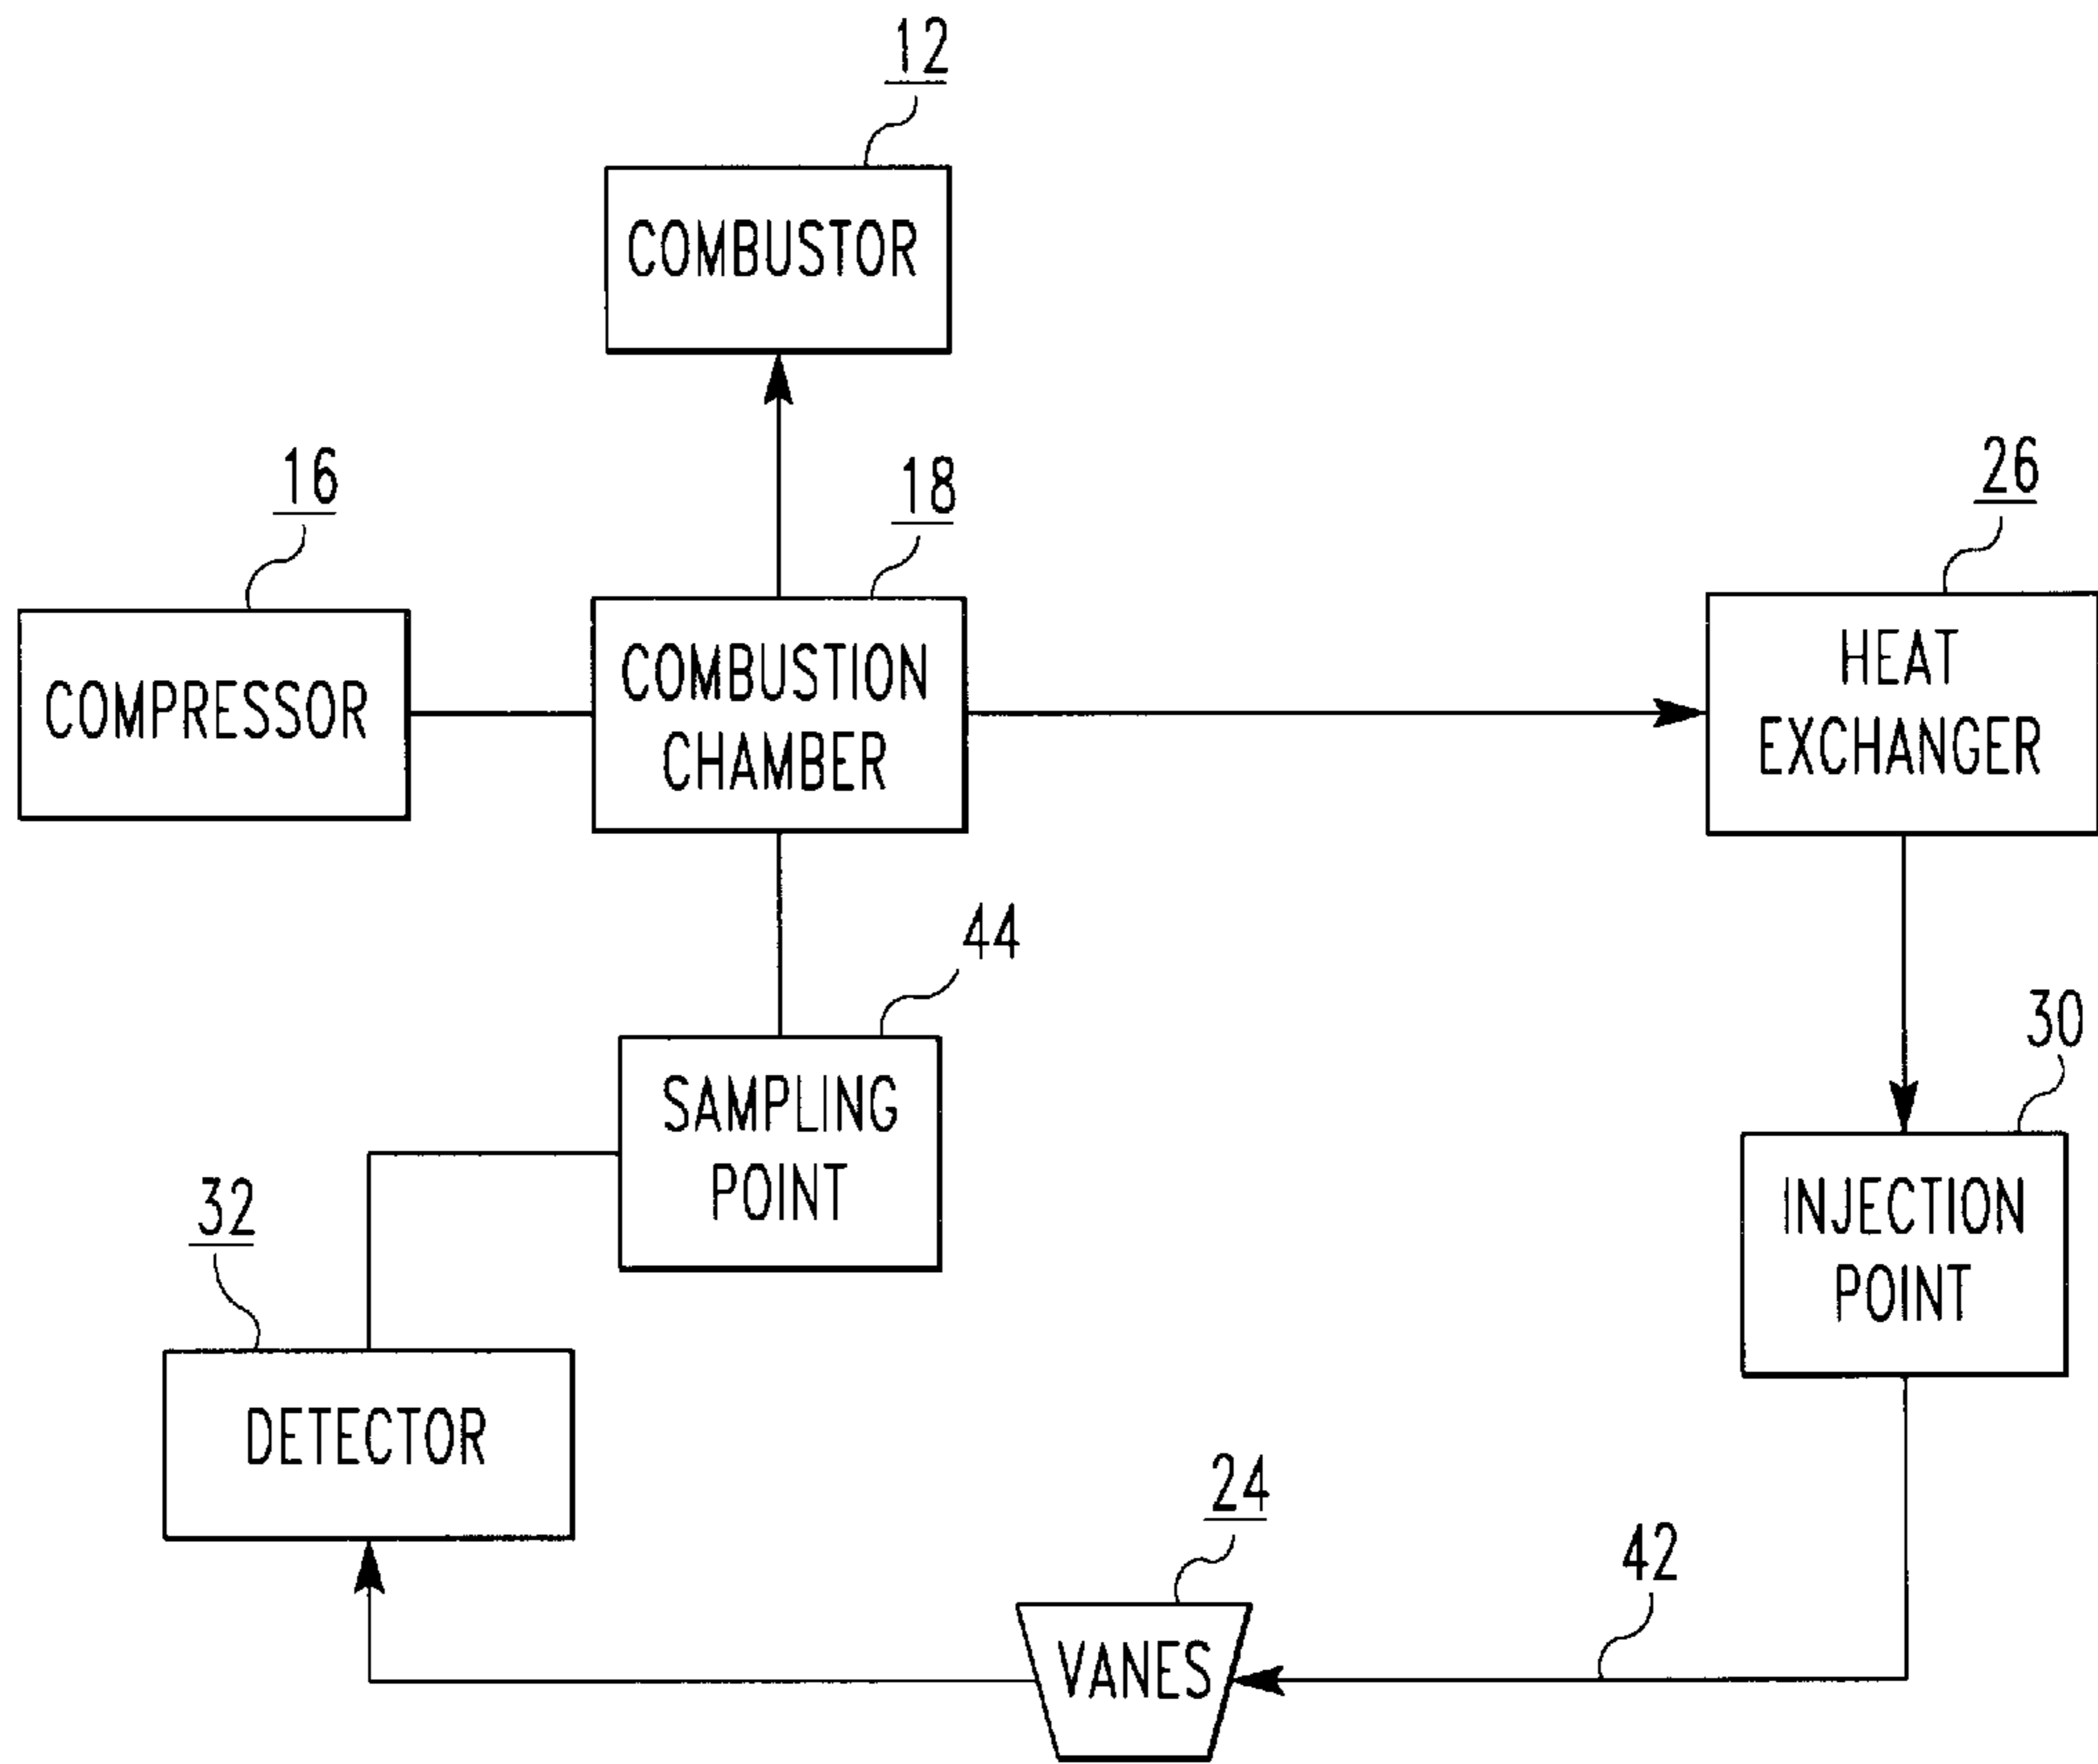 12
COMBUSTOR
16
18
26
COMPRESSOR
COMBUSTION
CHAMBER
HEAT
EXCHANGER
44
30
SAMPLING
POINT
INJECTION
POINT
32
DETECTOR
24
42
VANES